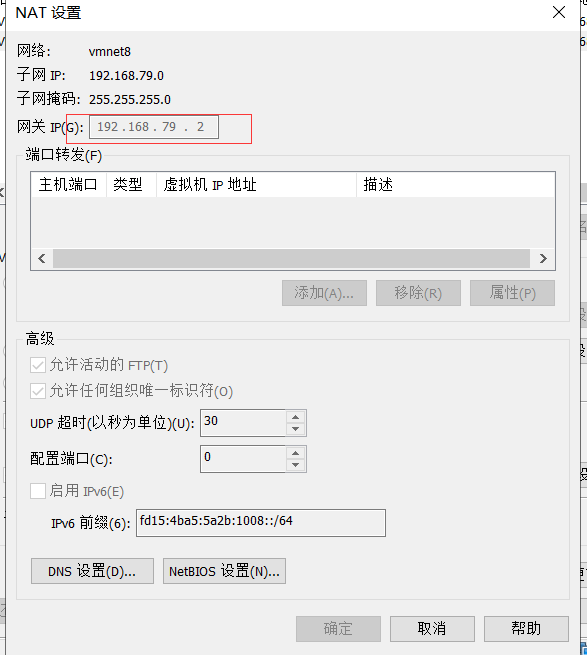 NAT 设置
网络: vmnet8
子网 IP: 192.168.79.0
子网掩码: 255.255.255.0
网关 IP(G): 192 . 168 . 79 . 2
端口转发(F)
主机端口 类型 虚拟机 IP 地址 描述
添加(A)... 移除(R) 属性(P)
高级
允许活动的 FTP(T)
允许任何组织唯一标识符(O)
UDP 超时(以秒为单位)(U): 30
配置端口(C): 0
启用 IPv6(E)
IPv6 前缀(6): fd15:4ba5:5a2b:1008::/64
DNS 设置(D)... NetBIOS 设置(N)...
确定 取消 帮助